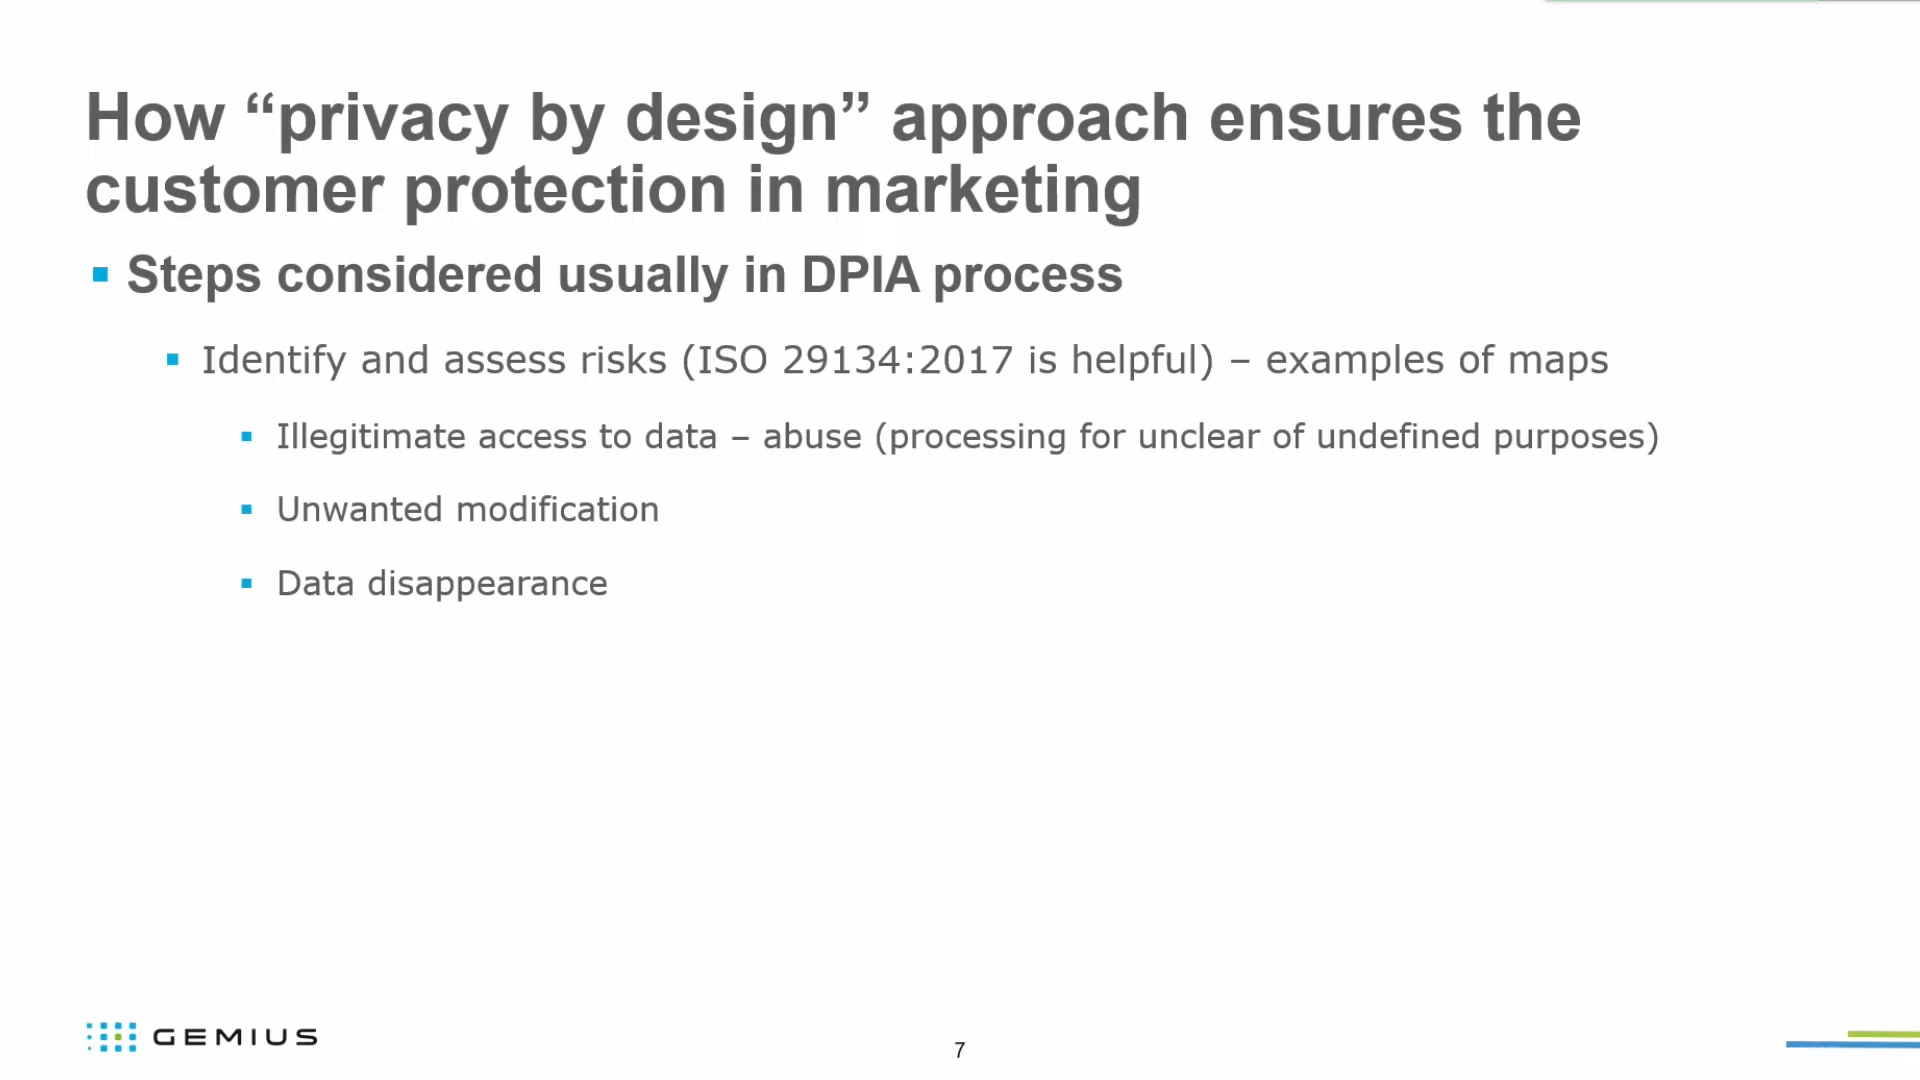 How “privacy by design” approach ensures the
customer protection in marketing
Steps considered usually in DPIA process
Identify and assess risks (ISO 29134:2017 is helpful) – examples of maps
Illegitimate access to data – abuse (processing for unclear of undefined purposes)
Unwanted modification
Data disappearance
GEMIUS
7